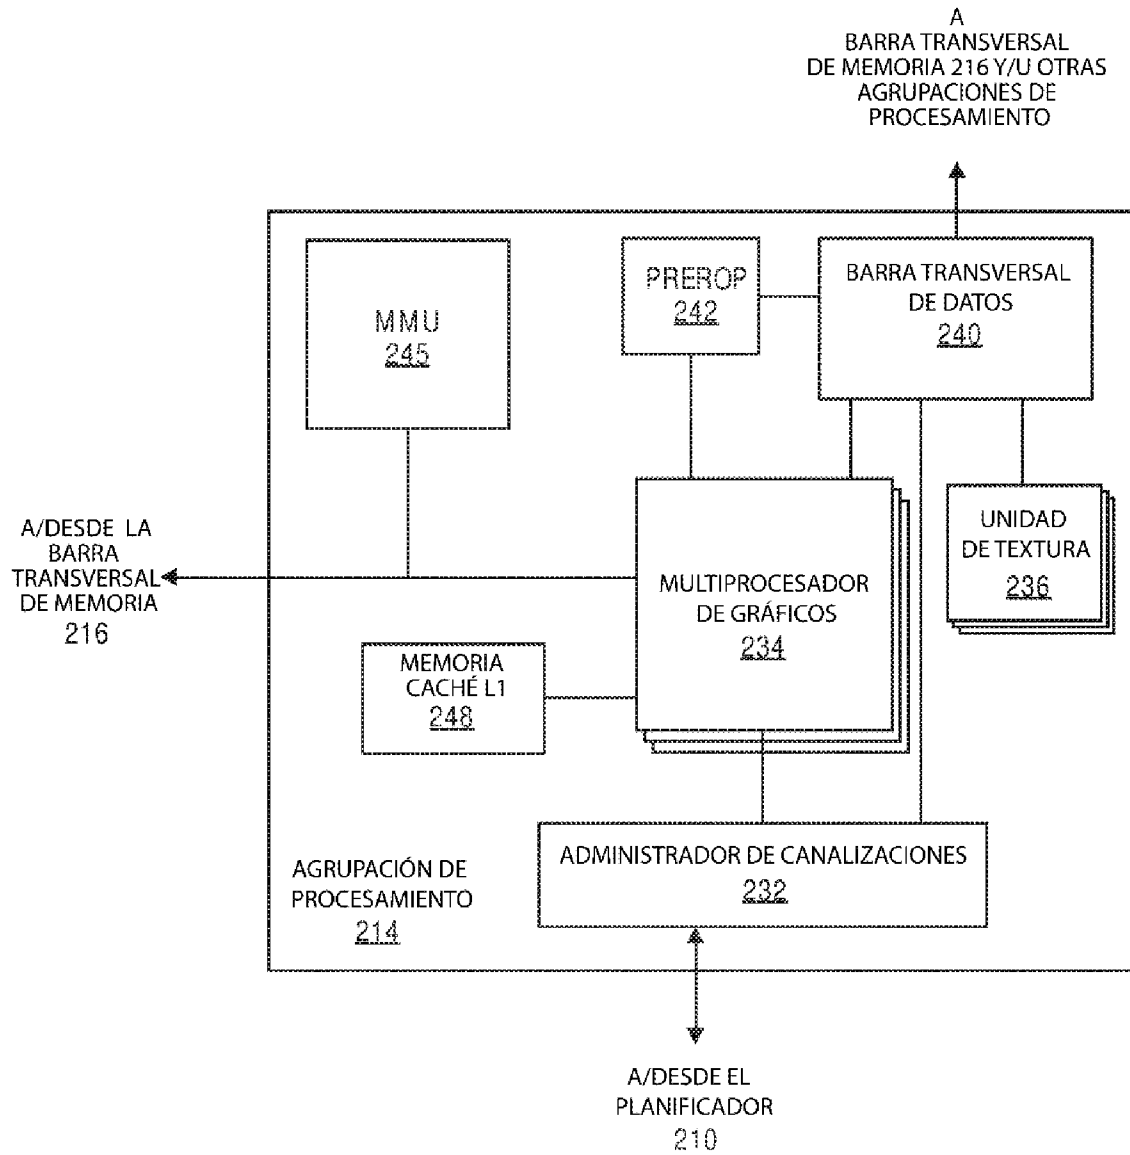 A
BARRA TRANSVERSAL
DE MEMORIA 216 Y/U OTRAS
AGRUPACIONES DE
PROCESAMIENTO
MMU
245
PREROP
242
BARRA TRANSVERSAL
DE DATOS
240
A/DESDE LA
BARRA
TRANSVERSAL
DE MEMORIA
216
MULTIPROCESADOR
DE GRÁFICOS
234
UNIDAD
DE TEXTURA
236
MEMORIA
CACHÉ L1
248
ADMINISTRADOR DE CANALIZACIONES
232
AGRUPACIÓN DE
PROCESAMIENTO
214
A/DESDE EL
PLANIFICADOR
210